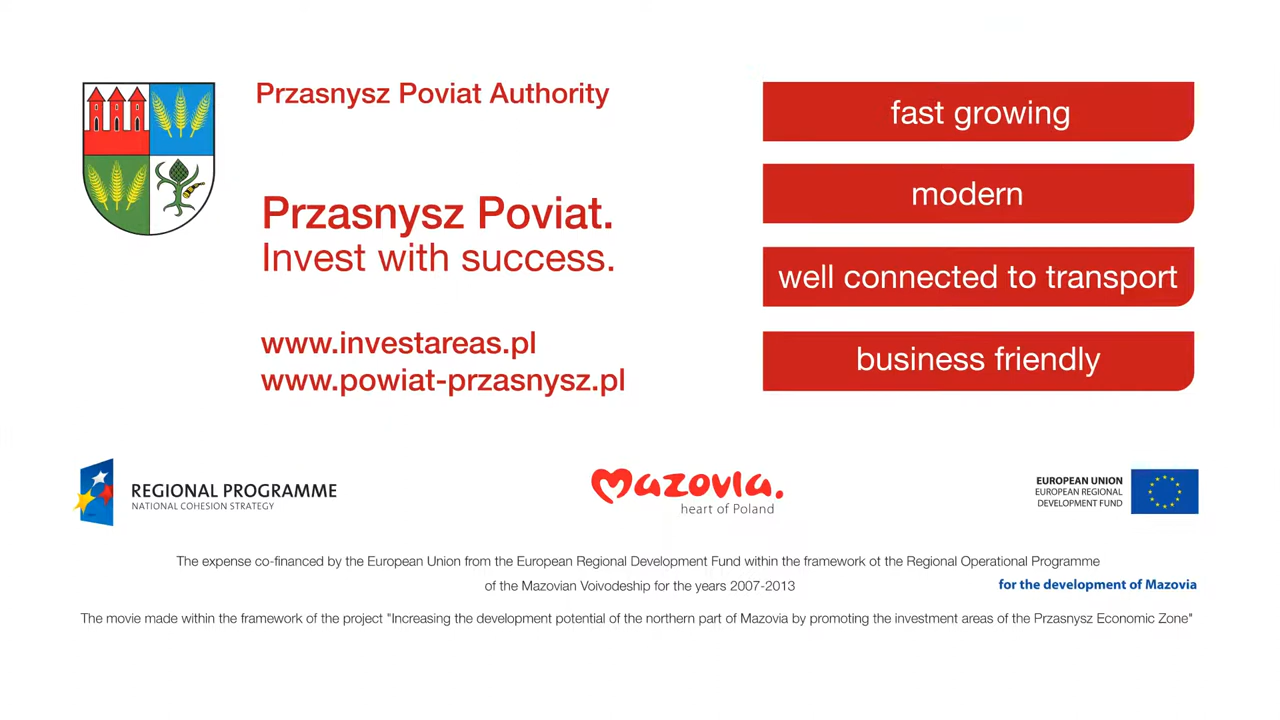 Przasnysz Poviat Authority
Przasnysz Poviat.
Invest with success.
www.investareas.pl
www.powiat-przasnysz.pl
fast growing
modern
well connected to transport
business friendly
REGIONAL PROGRAMME
NATIONAL COHESION STRATEGY
mazovia.
heart of Poland
EUROPEAN UNION
EUROPEAN REGIONAL
DEVELOPMENT FUND
The expense co-financed by the European Union from the European Regional Development Fund within the framework ot the Regional Operational Programme
of the Mazovian Voivodeship for the years 2007-2013
for the development of Mazovia
The movie made within the framework of the project "Increasing the development potential of the northern part of Mazovia by promoting the investment areas of the Przasnysz Economic Zone"